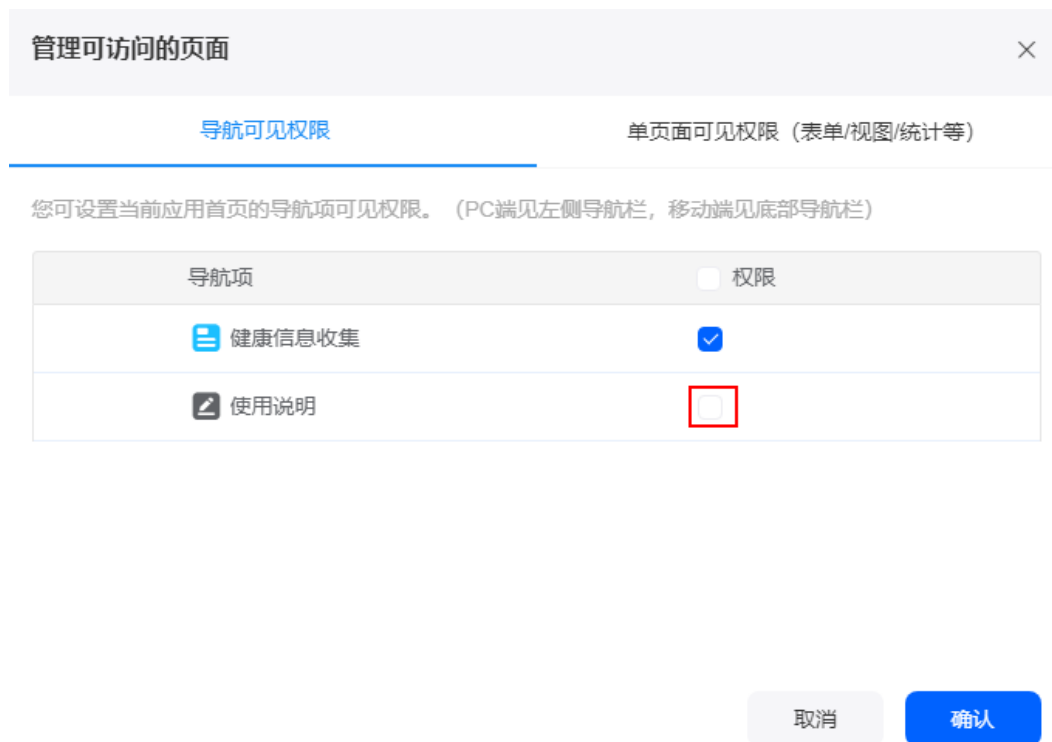 管理可访问的页面
导航可见权限
单页面可见权限（表单/视图/统计等）
您可设置当前应用首页的导航项可见权限。（PC端见左侧导航栏，移动端见底部导航栏）
导航项 权限
健康信息收集
使用说明
取消 确认